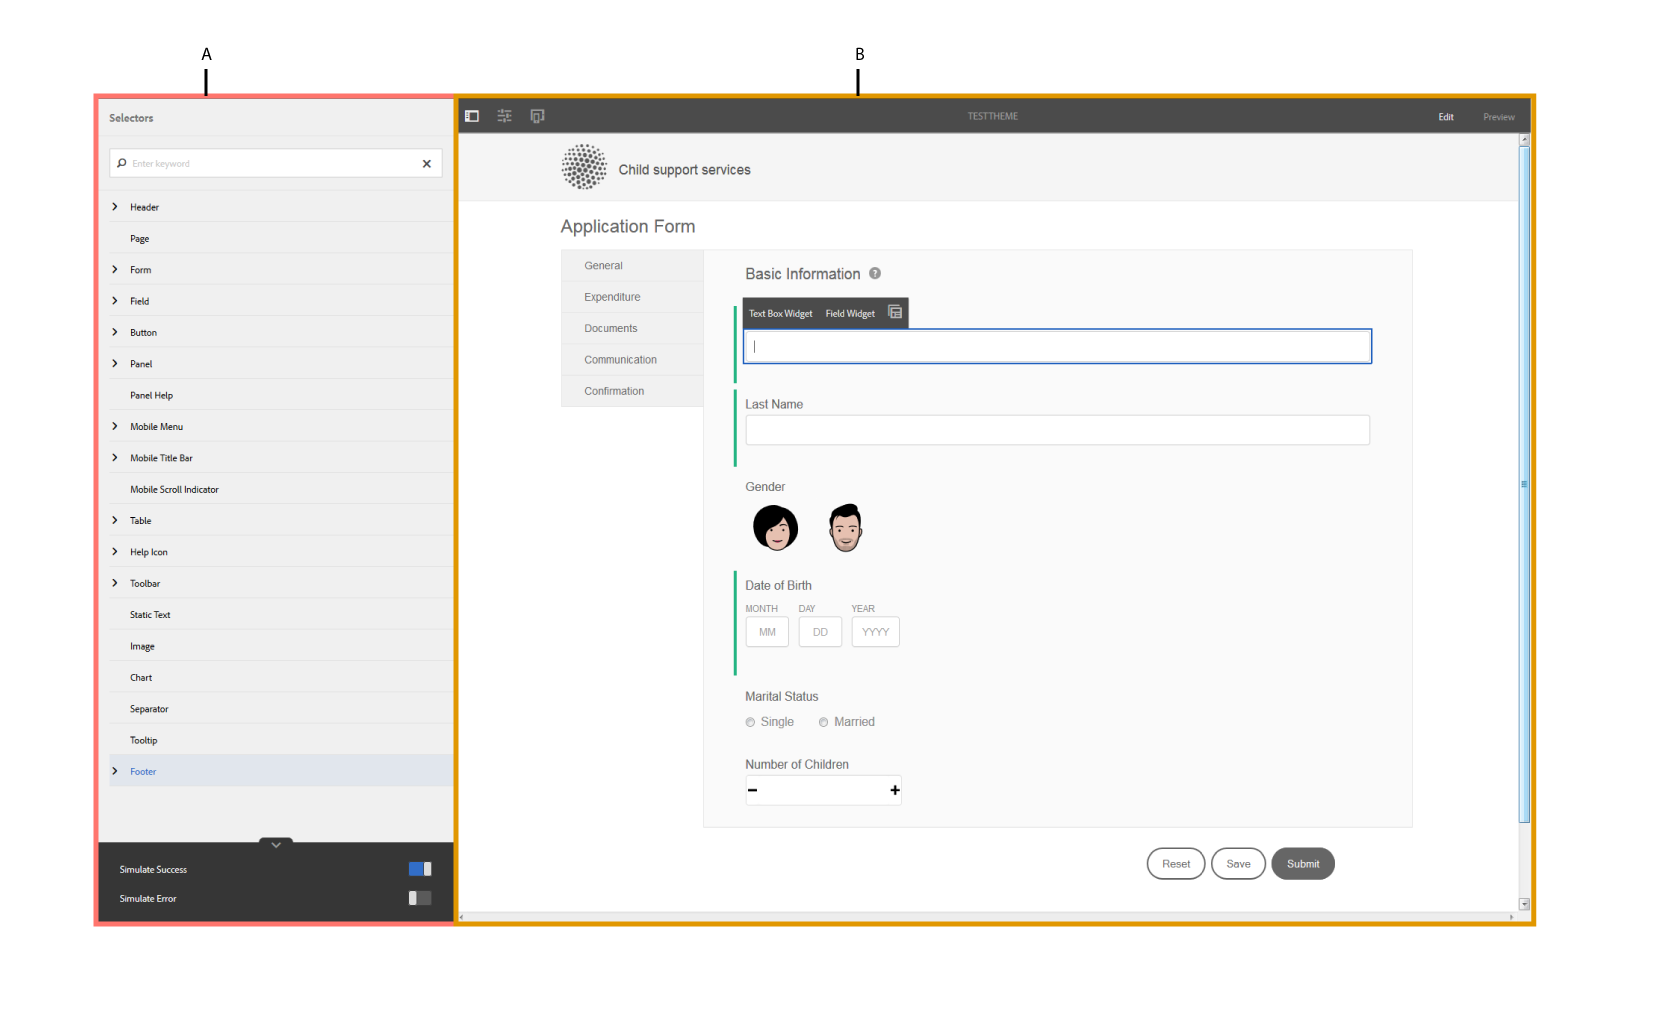 A
B
Selectors
Enter keyword
Header
Page
Form
Field
Button
Panel
Panel Help
Mobile Menu
Mobile Title Bar
Mobile Scroll Indicator
Table
Help Icon
Toolbar
Static Text
Image
Chart
Separator
Tooltip
Footer
Simulate Success
Simulate Error
TESTTHEME
Edit
Preview
Child support services
Application Form
General
Expenditure
Documents
Communication
Confirmation
Basic Information ?
Text Box Widget
Field Widget
Last Name
Gender
Date of Birth
MONTH DAY YEAR
MM DD YYYY
Marital Status
Single Married
Number of Children
Reset Save Submit